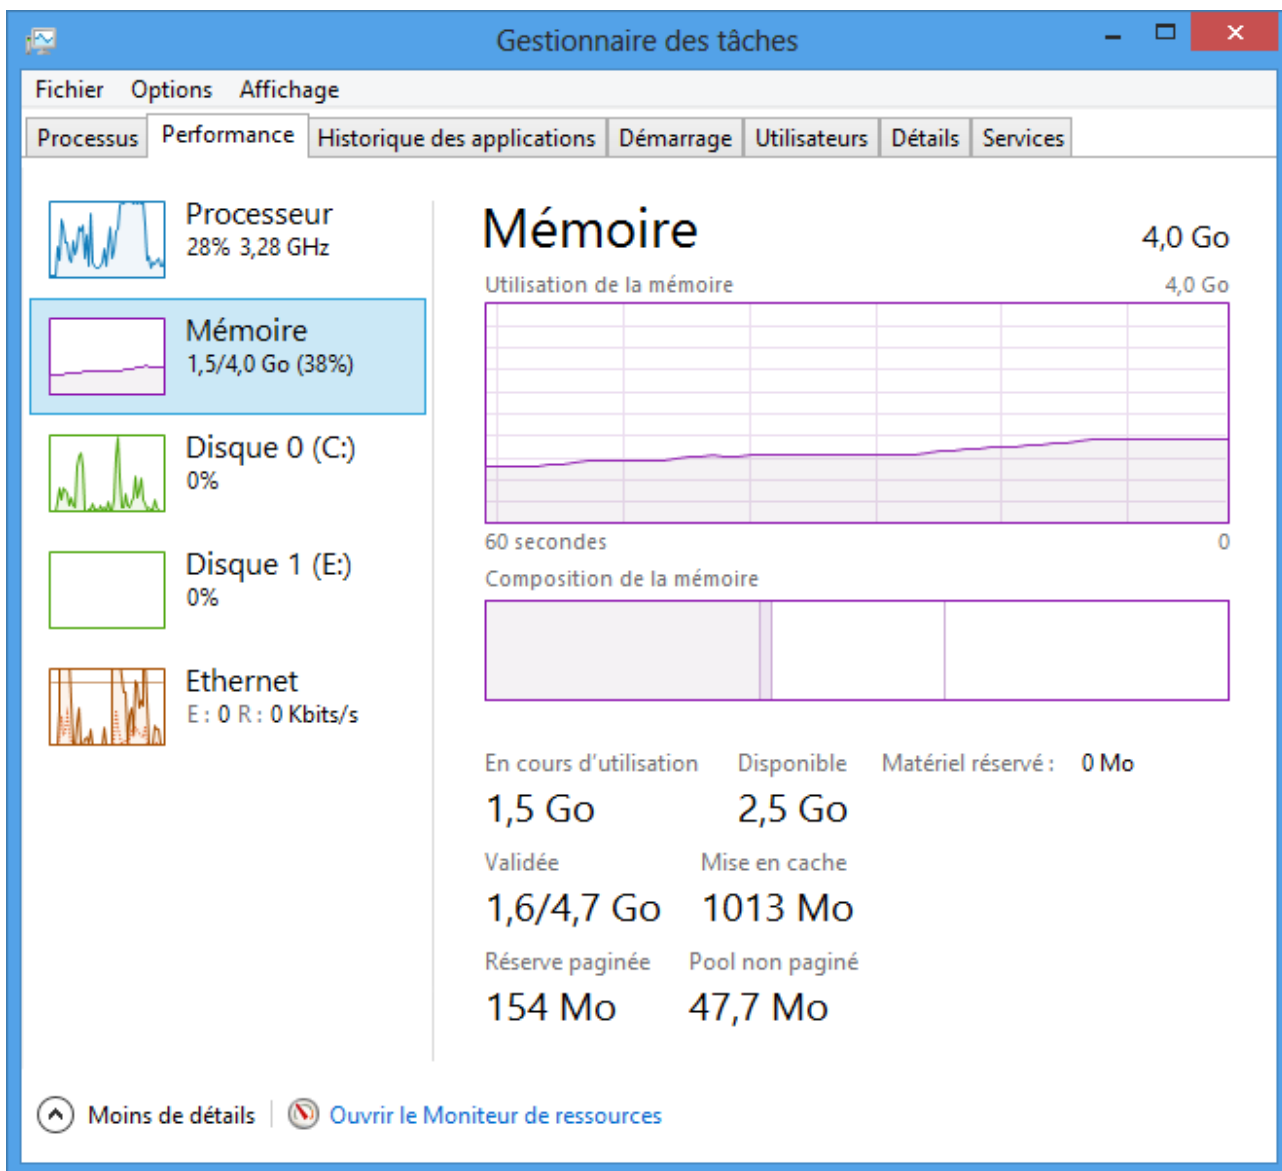 Gestionnaire des tâches
Fichier Options Affichage
Processus Performance Historique des applications Démarrage Utilisateurs Détails Services
Processeur
28% 3,28 GHz
Mémoire
1,5/4,0 Go (38%)
Disque 0 (C:)
0%
Disque 1 (E:)
0%
Ethernet
E : 0 R : 0 Kbits/s
Mémoire 4,0 Go
Utilisation de la mémoire 4,0 Go
60 secondes 0
Composition de la mémoire
En cours d'utilisation Disponible Matériel réservé : 0 Mo
1,5 Go 2,5 Go
Validée Mise en cache
1,6/4,7 Go 1013 Mo
Réserve paginée Pool non paginé
154 Mo 47,7 Mo
Moins de détails Ouvrir le Moniteur de ressources